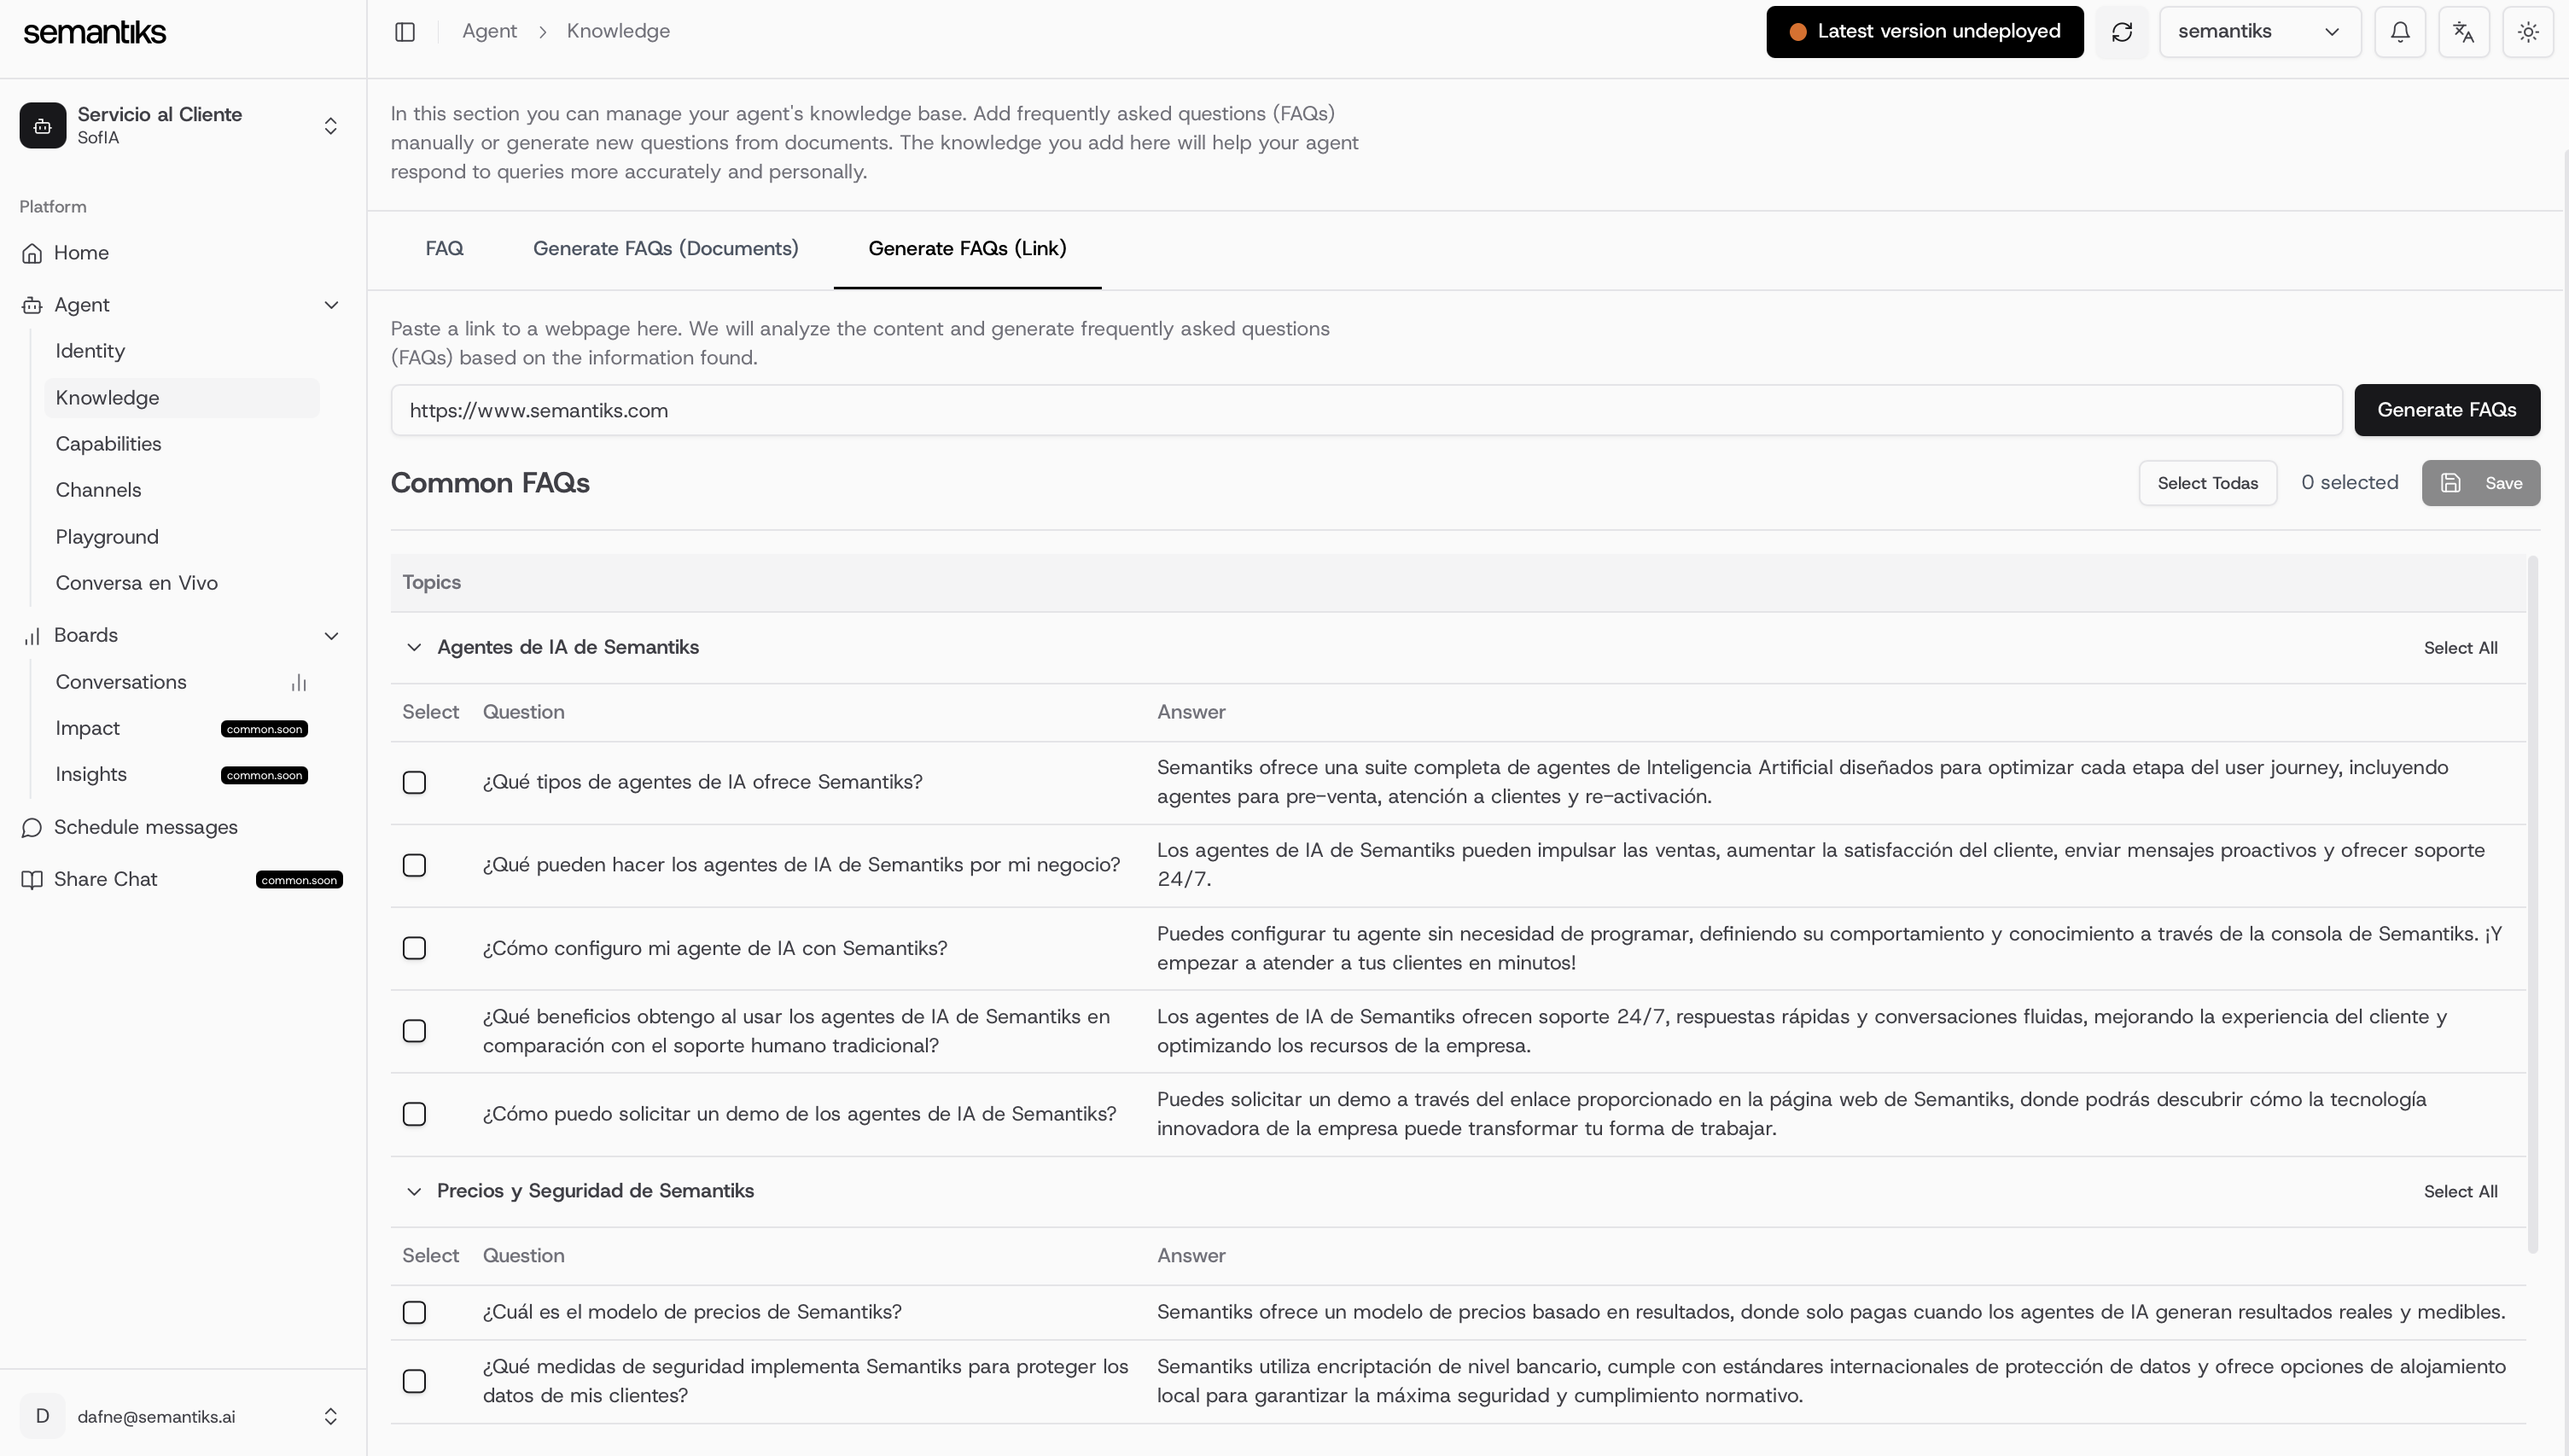 semantiks
Agent > Knowledge
Latest version undeployed
semantiks
Servicio al Cliente
SofIA
Platform
Home
Agent
Identity
Knowledge
Capabilities
Channels
Playground
Conversa en Vivo
Boards
Conversations
Impact common.soon
Insights common.soon
Schedule messages
Share Chat common.soon
D dafne@semantiks.ai
In this section you can manage your agent's knowledge base. Add frequently asked questions (FAQs)
manually or generate new questions from documents. The knowledge you add here will help your agent
respond to queries more accurately and personally.
FAQ Generate FAQs (Documents) Generate FAQs (Link)
Paste a link to a webpage here. We will analyze the content and generate frequently asked questions
(FAQs) based on the information found.
https://www.semantiks.com Generate FAQs
Common FAQs Select Todas 0 selected Save
Topics
Agentes de IA de Semantiks Select All
Select Question Answer
¿Qué tipos de agentes de IA ofrece Semantiks?
Semantiks ofrece una suite completa de agentes de Inteligencia Artificial diseñados para optimizar cada etapa del user journey, incluyendo
agentes para pre-venta, atención a clientes y re-activación.
¿Qué pueden hacer los agentes de IA de Semantiks por mi negocio?
Los agentes de IA de Semantiks pueden impulsar las ventas, aumentar la satisfacción del cliente, enviar mensajes proactivos y ofrecer soporte
24/7.
¿Cómo configuro mi agente de IA con Semantiks?
Puedes configurar tu agente sin necesidad de programar, definiendo su comportamiento y conocimiento a través de la consola de Semantiks. ¡Y
empezar a atender a tus clientes en minutos!
¿Qué beneficios obtengo al usar los agentes de IA de Semantiks en
comparación con el soporte humano tradicional?
Los agentes de IA de Semantiks ofrecen soporte 24/7, respuestas rápidas y conversaciones fluidas, mejorando la experiencia del cliente y
optimizando los recursos de la empresa.
¿Cómo puedo solicitar un demo de los agentes de IA de Semantiks?
Puedes solicitar un demo a través del enlace proporcionado en la página web de Semantiks, donde podrás descubrir cómo la tecnología
innovadora de la empresa puede transformar tu forma de trabajar.
Precios y Seguridad de Semantiks Select All
Select Question Answer
¿Cuál es el modelo de precios de Semantiks?
Semantiks ofrece un modelo de precios basado en resultados, donde solo pagas cuando los agentes de IA generan resultados reales y medibles.
¿Qué medidas de seguridad implementa Semantiks para proteger los
datos de mis clientes?
Semantiks utiliza encriptación de nivel bancario, cumple con estándares internacionales de protección de datos y ofrece opciones de alojamiento
local para garantizar la máxima seguridad y cumplimiento normativo.